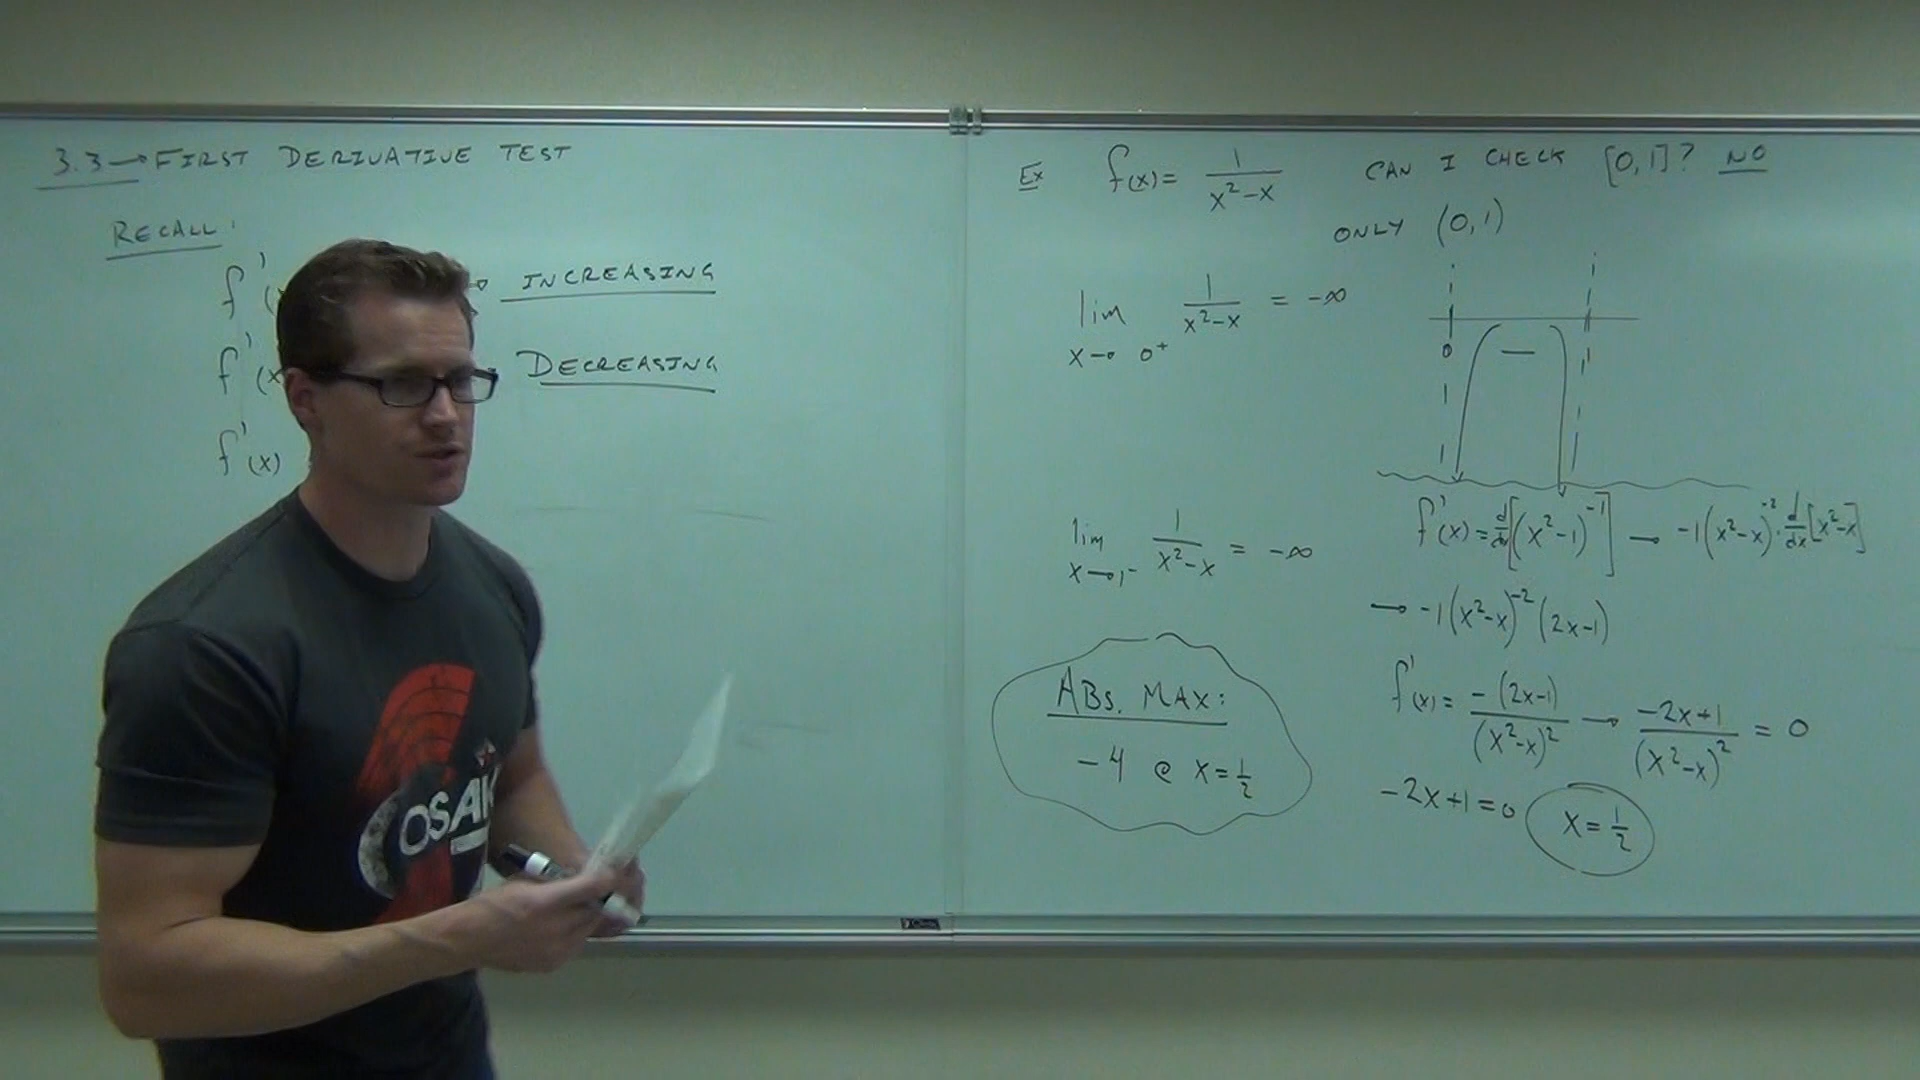 3.3 → FIRST DERIVATIVE TEST
RECALL:
f'(x → INCREASING
f'(x DECREASING
f'(x)
OSAK
Ex f(x) = 1/(x²-x) CAN I CHECK [0,1]? NO
ONLY (0,1)
lim x→0⁺ 1/(x²-x) = -∞
0 1
lim x→1⁻ 1/(x²-x) = -∞
ABS. MAX:
-4 @ x = 1/2
f'(x) = d/dx[(x²-1)⁻¹] → -1(x²-x)⁻² · d/dx[x²-x]
→ -1(x²-x)⁻²(2x-1)
f'(x) = -(2x-1)/(x²-x)² → (-2x+1)/(x²-x)² = 0
-2x+1=0 x = 1/2